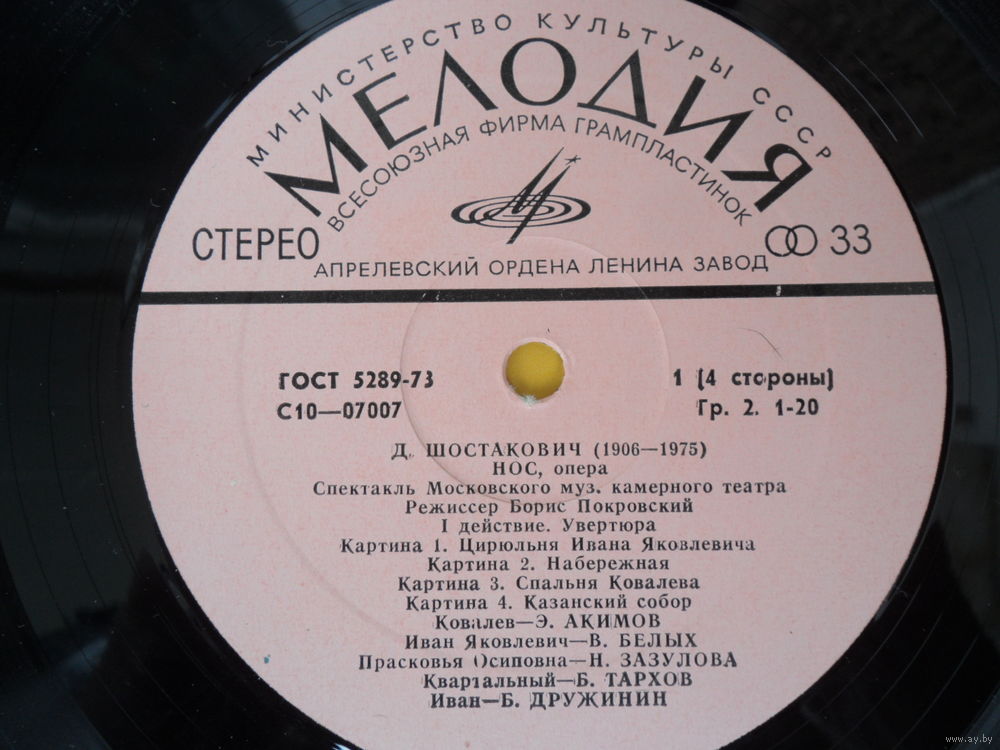 МИНИСТЕРСТВО КУЛЬТУРЫ СССР
МЕЛОДИЯ
ВСЕСОЮЗНАЯ ФИРМА ГРАМПЛАСТИНОК
СТЕРЕО
33
АПРЕЛЕВСКИЙ ОРДЕНА ЛЕНИНА ЗАВОД
ГОСТ 5289-73
1 (4 стороны)
С10—07007
Гр. 2. 1-20
Д. ШОСТАКОВИЧ (1906—1975)
НОС, опера
Спектакль Московского муз. камерного театра
Режиссер Борис Покровский
I действие. Увертюра
Картина 1. Цирюльня Ивана Яковлевича
Картина 2. Набережная
Картина 3. Спальня Ковалева
Картина 4. Казанский собор
Ковалев—Э. АКИМОВ
Иван Яковлевич—В. БЕЛЫХ
Прасковья Осиповна—Н. ЗАЗУЛОВА
Квартальный—Б. ТАРХОВ
Иван—Б. ДРУЖИНИН
www.ay.by